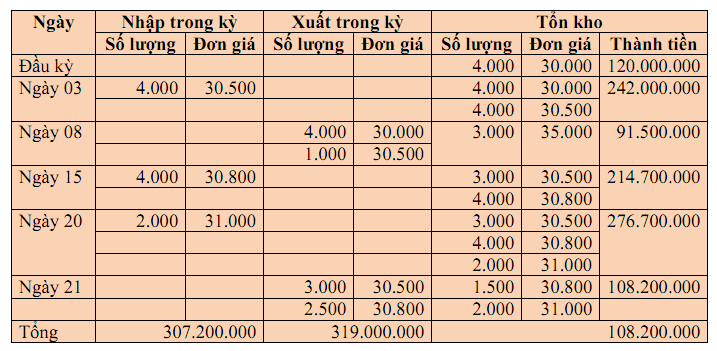 Ngày Nhập trong kỳ Xuất trong kỳ Tồn kho
Số lượng Đơn giá Số lượng Đơn giá Số lượng Đơn giá Thành tiền
Đầu kỳ 4.000 30.000 120.000.000
Ngày 03 4.000 30.500 4.000 30.000 242.000.000
4.000 30.500
Ngày 08 4.000 30.000 3.000 35.000 91.500.000
1.000 30.500
Ngày 15 4.000 30.800 3.000 30.500 214.700.000
4.000 30.800
Ngày 20 2.000 31.000 3.000 30.500 276.700.000
4.000 30.800
2.000 31.000
Ngày 21 3.000 30.500 1.500 30.800 108.200.000
2.500 30.800 2.000 31.000
Tổng 307.200.000 319.000.000 108.200.000